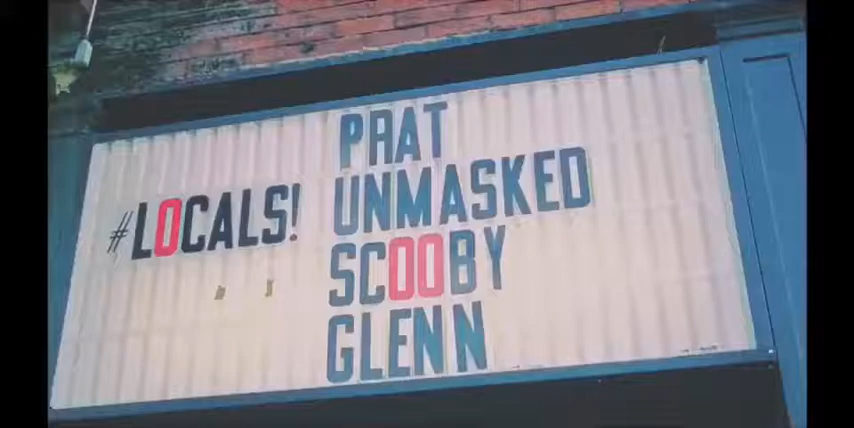 #LOCALS!
PRAT
UNMASKED
SCOOBY
GLENN